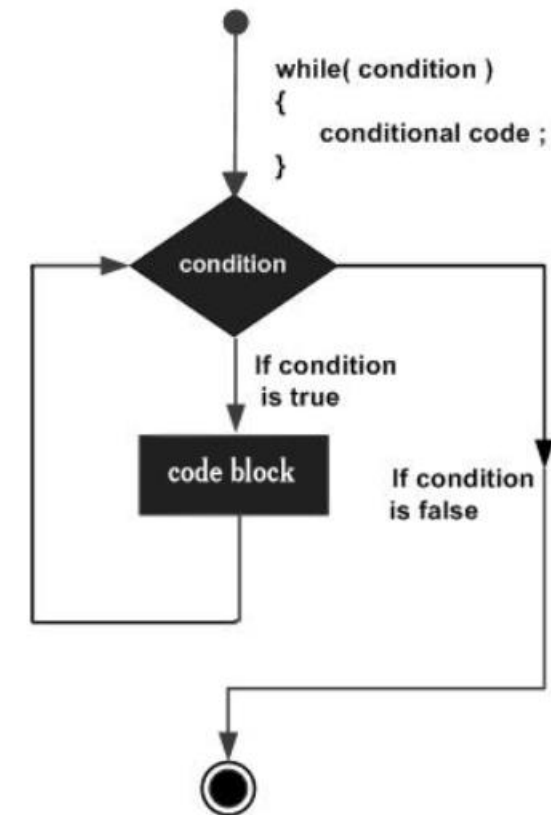 while( condition )
{
conditional code ;
}
condition
If condition
is true
code block
If condition
is false